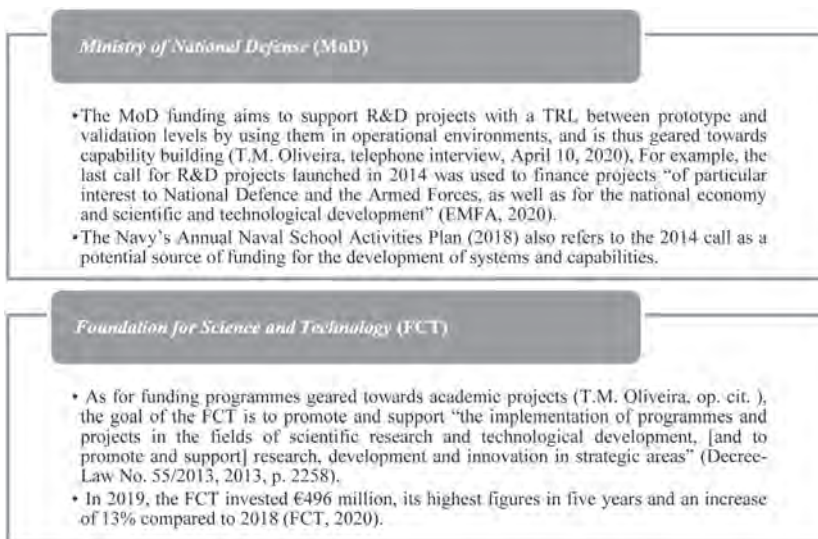 Ministry of National Defense (MoD)
•The MoD funding aims to support R&D projects with a TRL between prototype and
validation levels by using them in operational environments, and is thus geared towards
capability building (T.M. Oliveira, telephone interview, April 10, 2020), For example, the
last call for R&D projects launched in 2014 was used to finance projects “of particular
interest to National Defence and the Armed Forces, as well as for the national economy
and scientific and technological development” (EMFA, 2020).
•The Navy’s Annual Naval School Activities Plan (2018) also refers to the 2014 call as a
potential source of funding for the development of systems and capabilities.
Foundation for Science and Technology (FCT)
• As for funding programmes geared towards academic projects (T.M. Oliveira, op. cit. ),
the goal of the FCT is to promote and support “the implementation of programmes and
projects in the fields of scientific research and technological development, [and to
promote and support] research, development and innovation in strategic areas” (Decree-
Law No. 55/2013, 2013, p. 2258).
• In 2019, the FCT invested €496 million, its highest figures in five years and an increase
of 13% compared to 2018 (FCT, 2020).